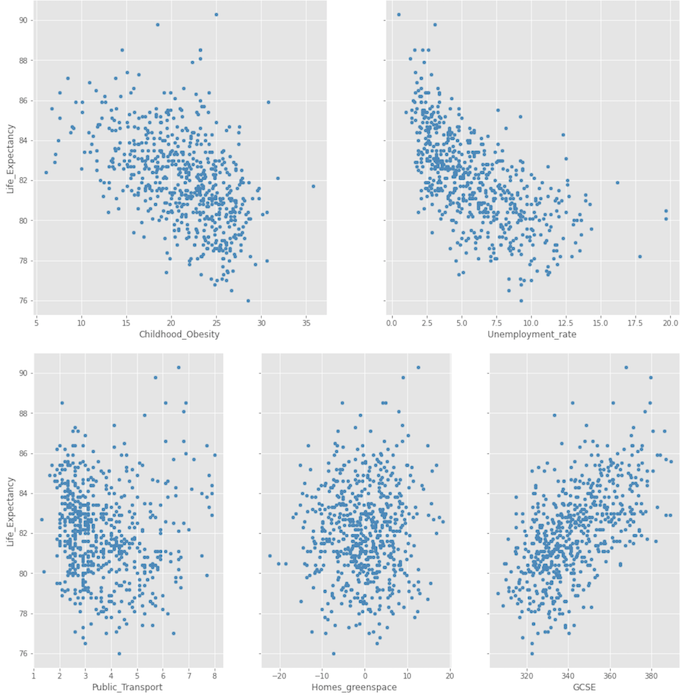 90
88
86
84
82
80
78
76
Life_Expectancy
5 10 15 20 25 30 35
Childhood_Obesity
0.0 2.5 5.0 7.5 10.0 12.5 15.0 17.5 20.0
Unemployment_rate
90
88
86
84
82
80
78
76
Life_Expectancy
1 2 3 4 5 6 7 8
Public_Transport
−20 −10 0 10 20
Homes_greenspace
320 340 360 380
GCSE